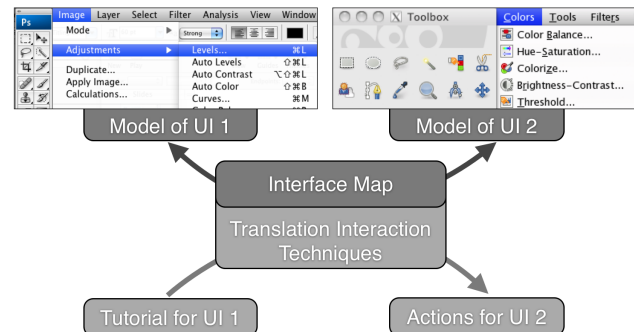 Ps
Image Layer Select Filter Analysis View Window
Mode
Strong
Adjustments
Levels... ⌘L
Auto Levels ⇧⌘L
Auto Contrast ⌥⇧⌘L
Auto Color ⇧⌘B
Curves... ⌘M
Duplicate...
Apply Image...
Calculations...
X Toolbox
Colors Tools Filters
Color Balance...
Hue-Saturation...
Colorize...
Brightness-Contrast...
Threshold...
Model of UI 1
Model of UI 2
Interface Map
Translation Interaction
Techniques
Tutorial for UI 1
Actions for UI 2